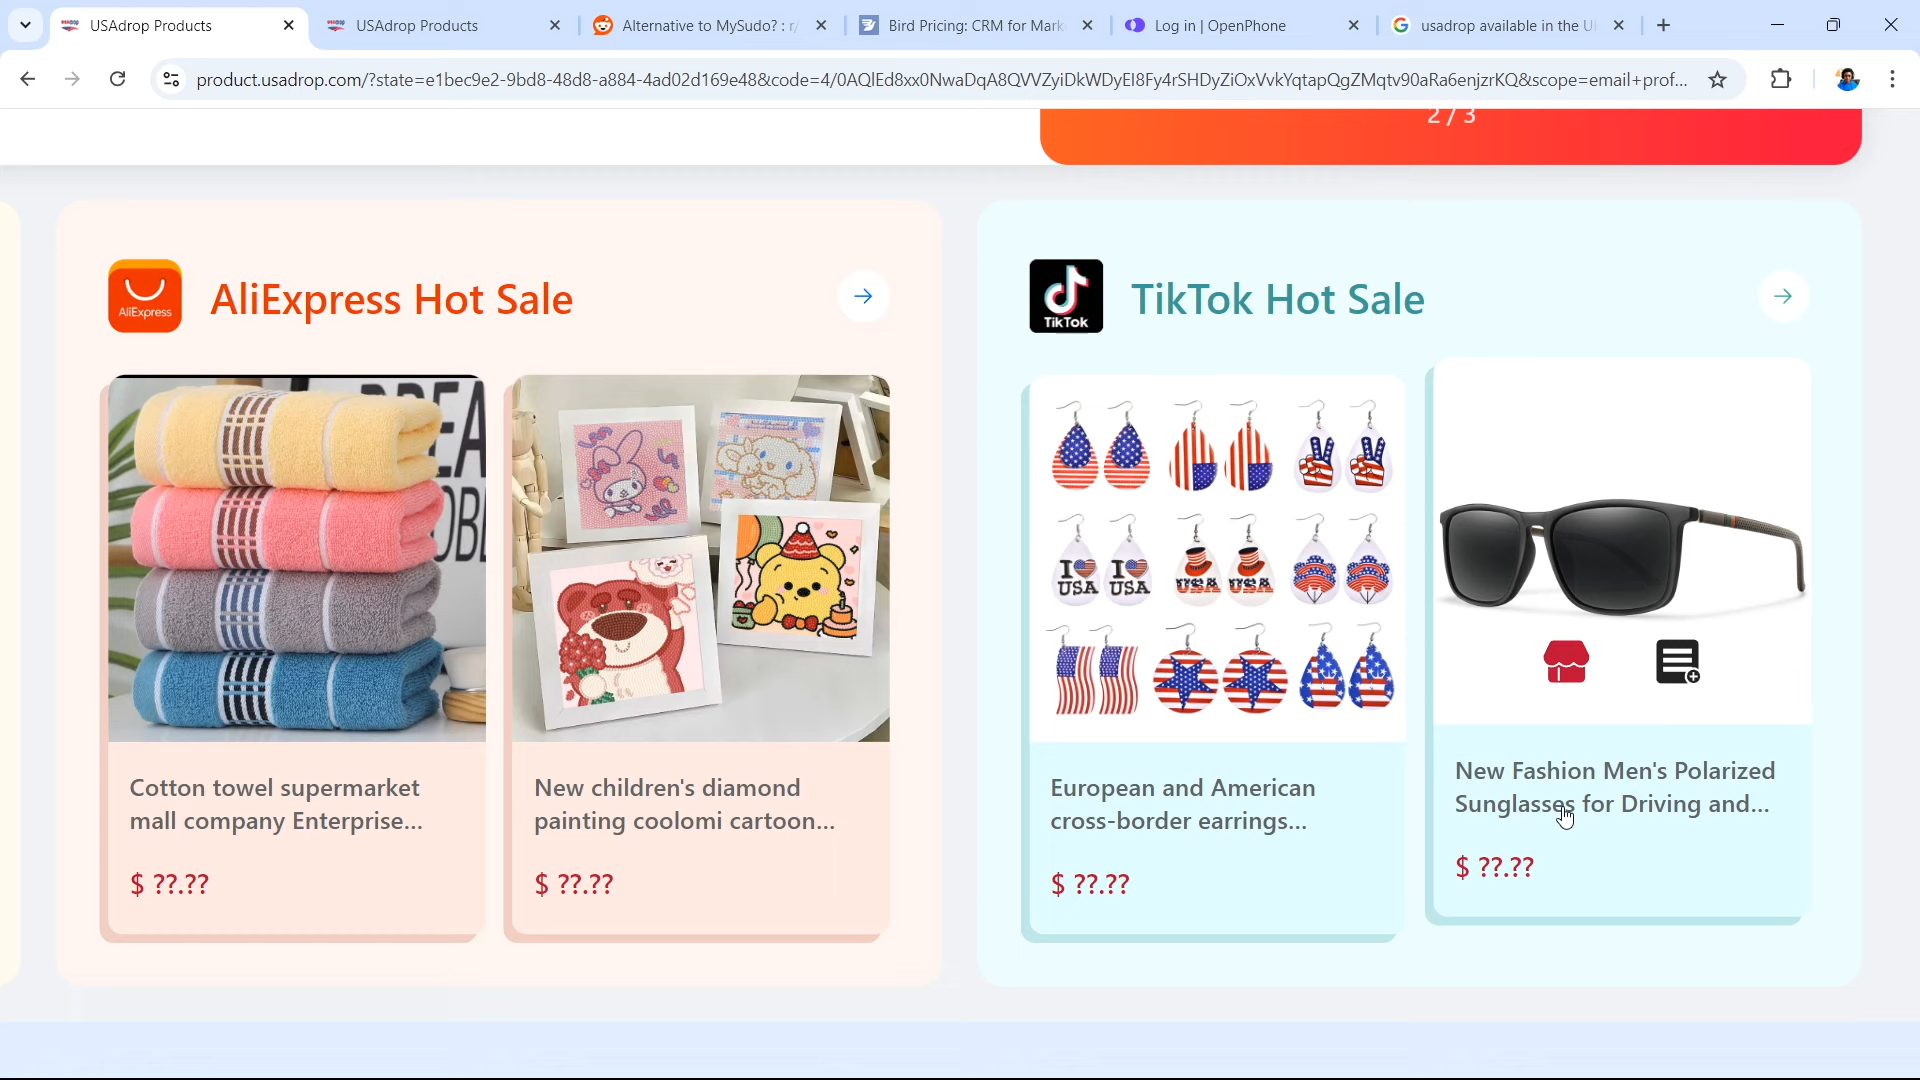 USAdrop Products
USAdrop Products
Alternative to MySudo? : r/
Bird Pricing: CRM for Mark
Log in | OpenPhone
usadrop available in the U
product.usadrop.com/?state=e1bec9e2-9bd8-48d8-a884-4ad02d169e48&code=4/0AQlEd8xx0NwaDqA8QVVZyiDkWDyEI8Fy4rSHDyZiOxVvkYqtapQgZMqtv90aRa6enjzrKQ&scope=email+prof...
2 / 3
AliExpress
AliExpress Hot Sale
TikTok
TikTok Hot Sale
I USA I USA
USA USA
Cotton towel supermarket
mall company Enterprise...
$ ??.??
New children's diamond
painting coolomi cartoon...
$ ??.??
European and American
cross-border earrings...
$ ??.??
New Fashion Men's Polarized
Sunglasses for Driving and...
$ ??.??